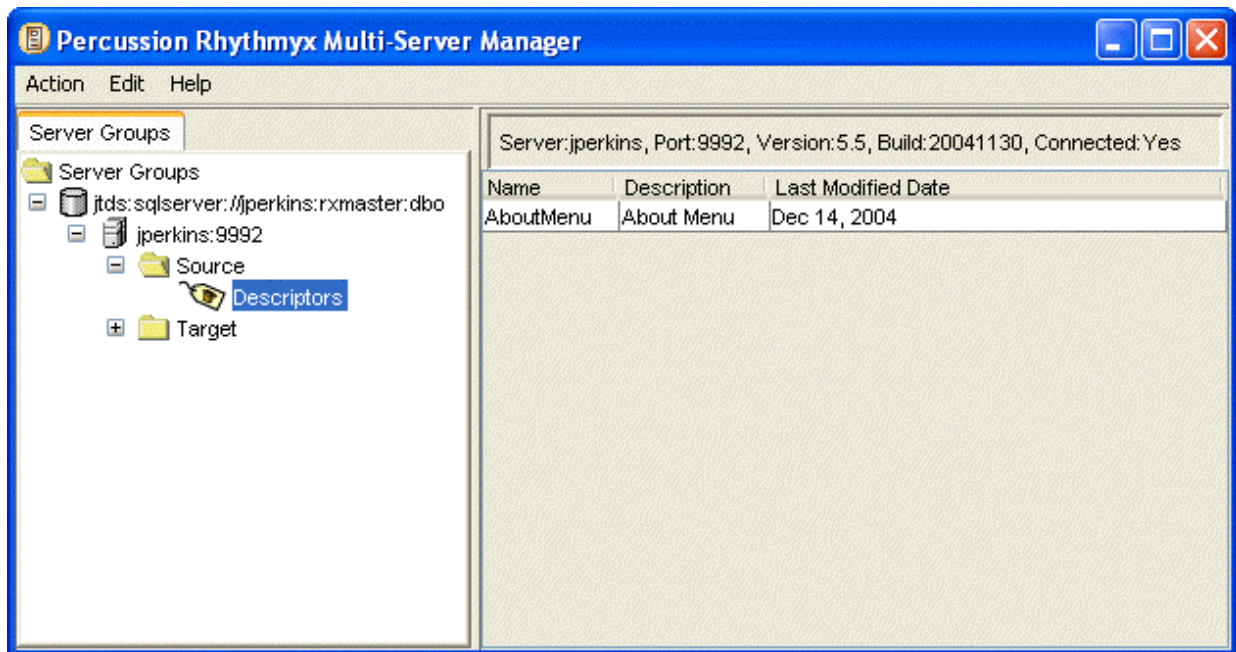 Percussion Rhythmyx Multi-Server Manager
Action Edit Help
Server Groups
Server Groups
jtds:sqlserver://jperkins:rxmaster:dbo
jperkins:9992
Source
Descriptors
Target
Server:jperkins, Port:9992, Version:5.5, Build:20041130, Connected:Yes
Name Description Last Modified Date
AboutMenu About Menu Dec 14, 2004